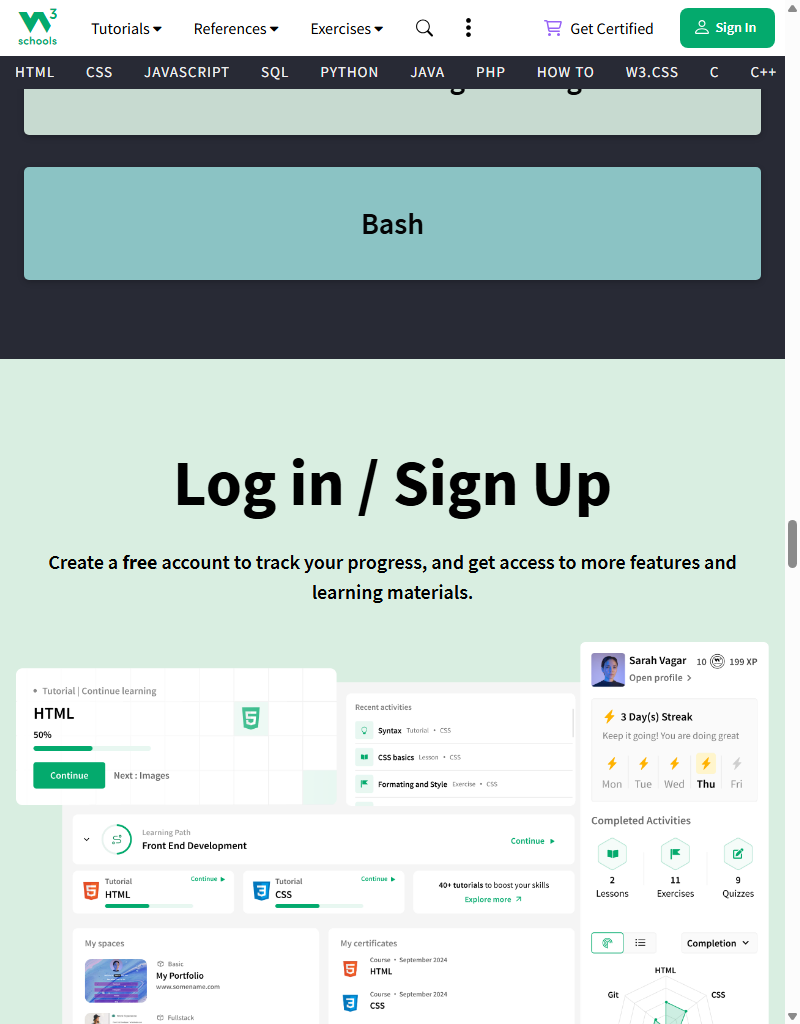 3
schools
Tutorials
References
Exercises
Get Certified
Sign In
HTML
CSS
JAVASCRIPT
SQL
PYTHON
JAVA
PHP
HOW TO
W3.CSS
C
C++
Bash
Log in / Sign Up
Create a free account to track your progress, and get access to more features and
learning materials.
Tutorial | Continue learning
HTML
50%
Continue
Next : Images
Recent activities
Syntax Tutorial • CSS
CSS basics Lesson • CSS
Formating and Style Exercise • CSS
Learning Path
Front End Development
Continue
Tutorial
HTML
Continue
Tutorial
CSS
Continue
40+ tutorials to boost your skills
Explore more
My spaces
Basic
My Portfolio
www.somename.com
Fullstack
My certificates
Course • September 2024
HTML
Course • September 2024
CSS
Sarah Vagar
10
199 XP
Open profile
3 Day(s) Streak
Keep it going! You are doing great
Mon Tue Wed Thu Fri
Completed Activities
2
Lessons
11
Exercises
9
Quizzes
Completion
HTML
Git
CSS